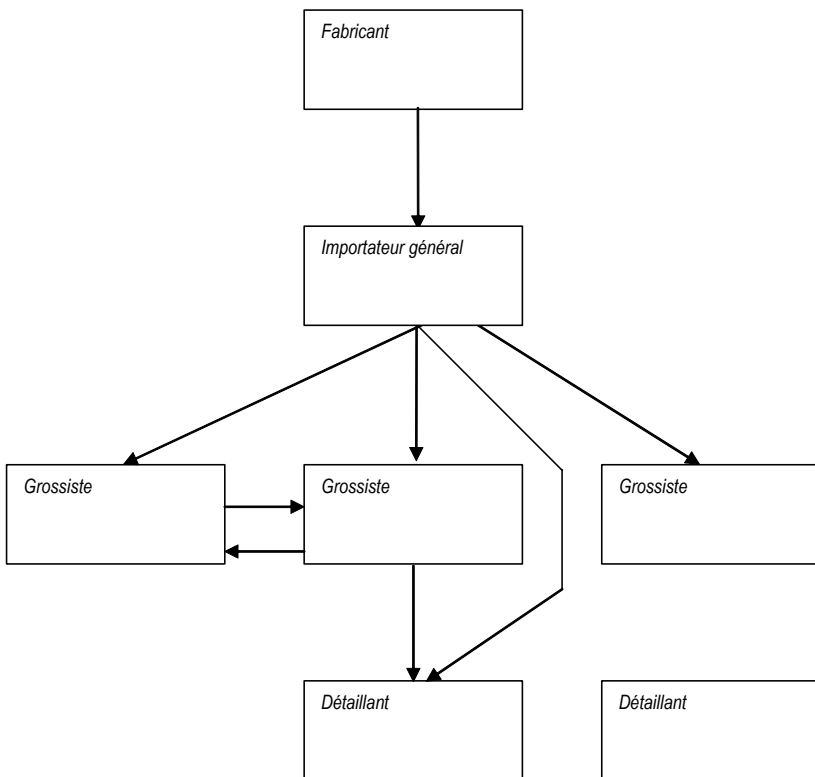 Fabricant
Importateur général
Grossiste
Grossiste
Grossiste
Détaillant
Détaillant